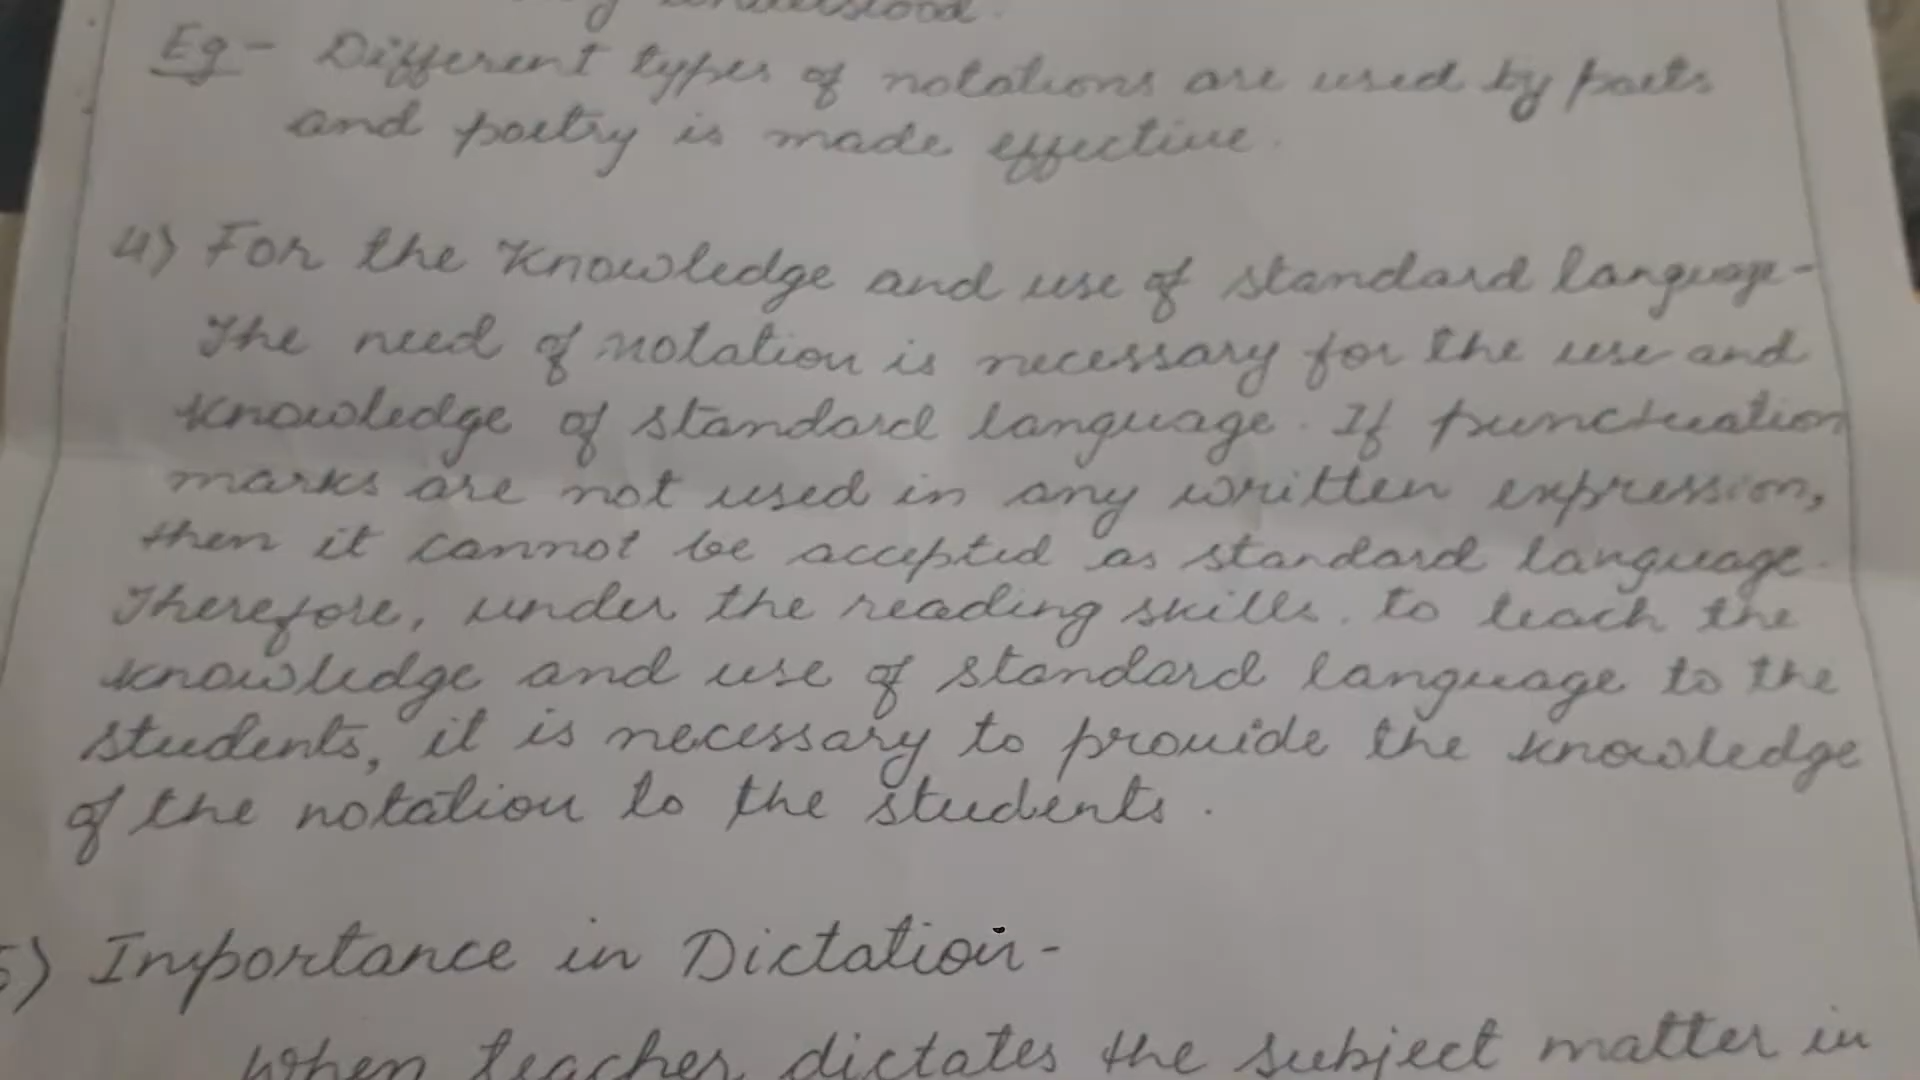 understood.
Eg - Different types of notations are used by poets
and poetry is made effective.
4) For the Knowledge and use of standard language -
The need of notation is necessary for the use and
knowledge of standard language. If punctuation
marks are not used in any written expression,
then it cannot be accepted as standard language.
Therefore, under the reading skills. to teach the
knowledge and use of standard language to the
students, it is necessary to provide the knowledge
of the notation to the students.
5) Importance in Dictation -
When teacher dictates the subject matter in